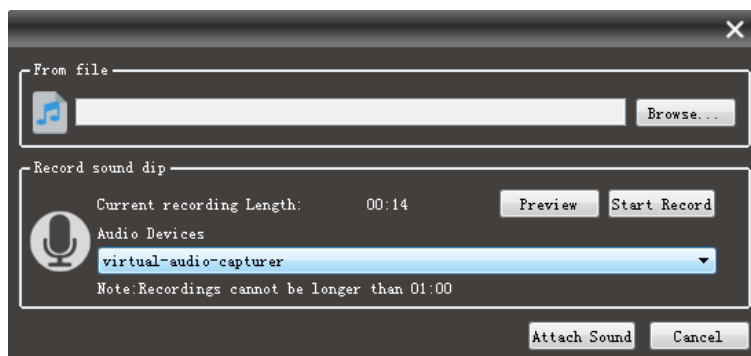 From file
Browse...
Record sound dip
Current recording Length: 00:14 Preview Start Record
Audio Devices
virtual-audio-capturer
Note:Recordings cannot be longer than 01:00
Attach Sound Cancel